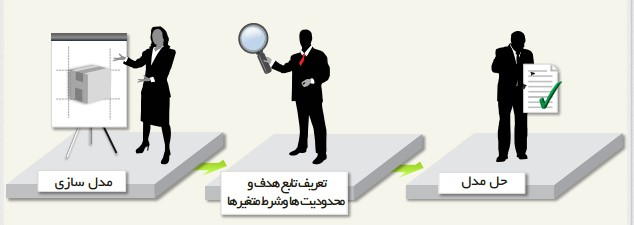 مدل سازی
تعریف تابع هدف و
محدودیت ها و شرط متغیرها
حل مدل